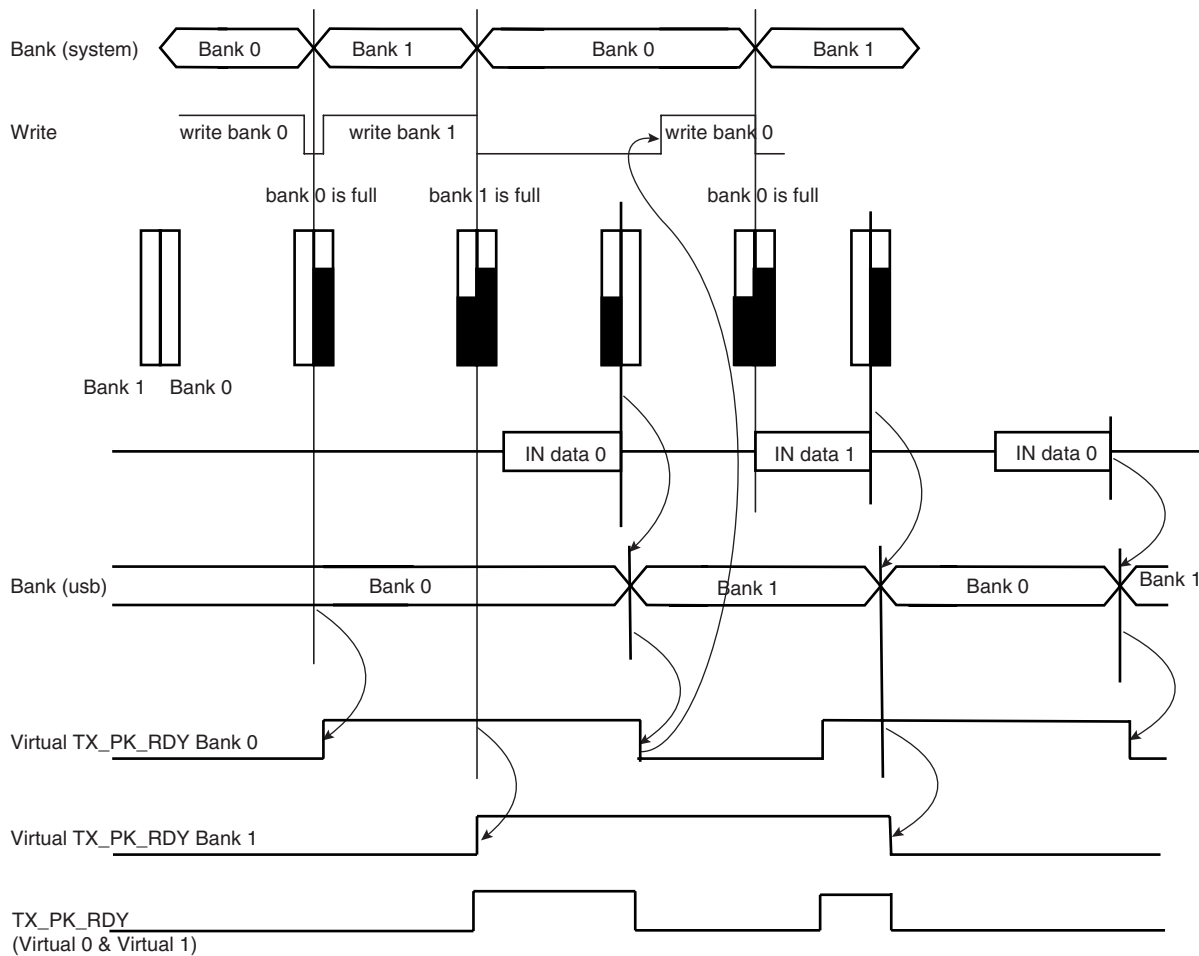 Bank (system)
Bank 0
Bank 1
Bank 0
Bank 1
Write
write bank 0
write bank 1
write bank 0
bank 0 is full
bank 1 is full
bank 0 is full
Bank 1
Bank 0
IN data 0
IN data 1
IN data 0
Bank (usb)
Bank 0
Bank 1
Bank 0
Bank 1
Virtual TX_PK_RDY Bank 0
Virtual TX_PK_RDY Bank 1
TX_PK_RDY
(Virtual 0 & Virtual 1)